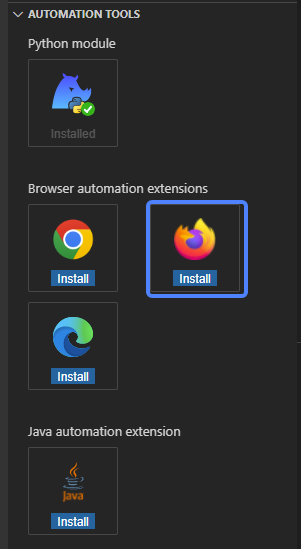 AUTOMATION TOOLS
Python module
Installed
Browser automation extensions
Install
Install
Install
Java automation extension
java
Install